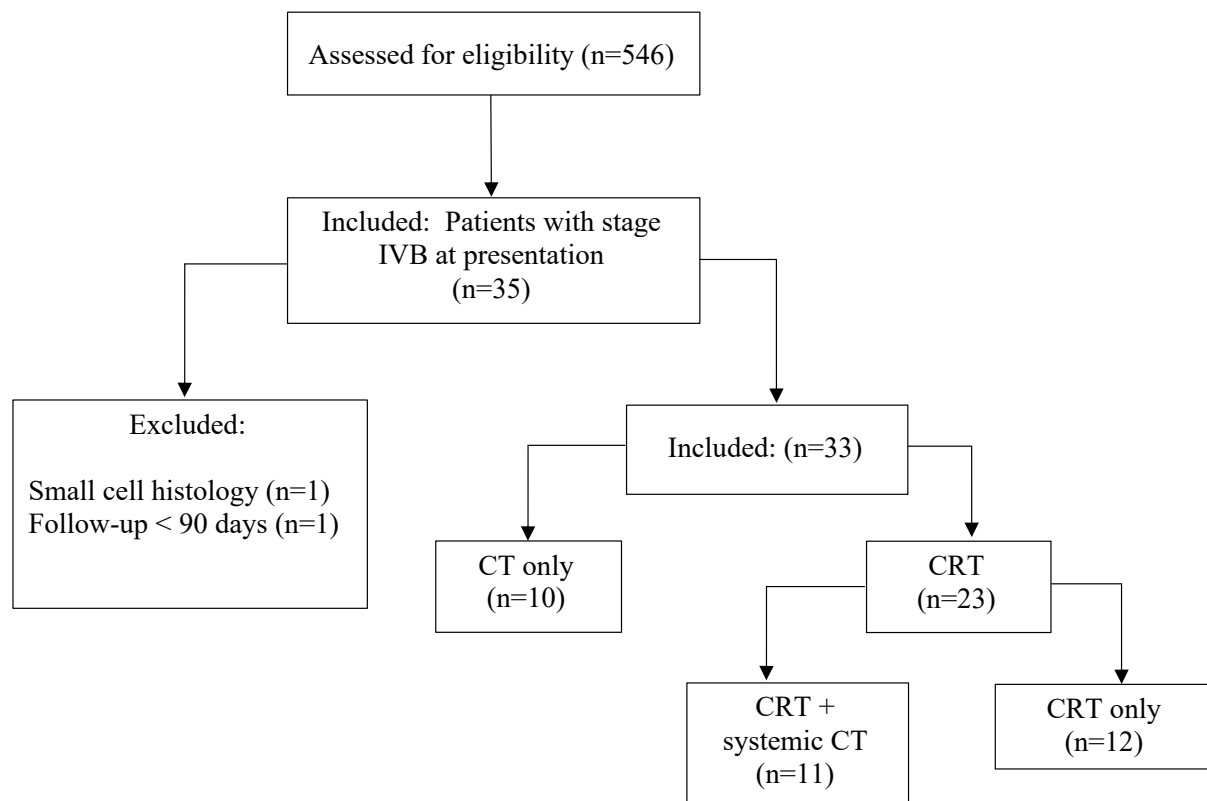 Assessed for eligibility (n=546)
Included:  Patients with stage
IVB at presentation
(n=35)
Excluded:
Small cell histology (n=1)
Follow-up < 90 days (n=1)
Included: (n=33)
CT only
(n=10)
CRT
(n=23)
CRT +
systemic CT
(n=11)
CRT only
(n=12)